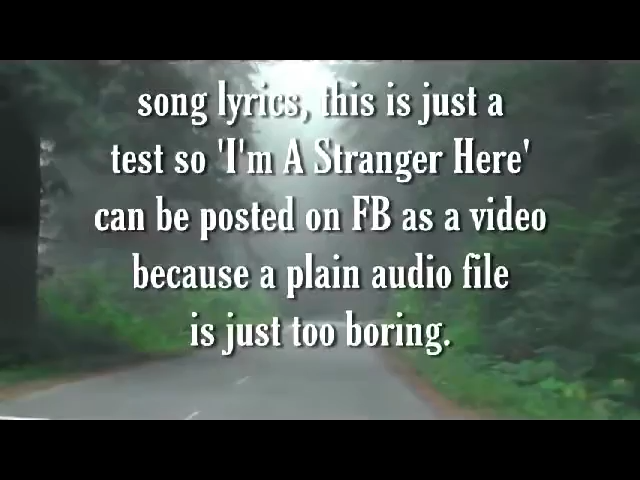 song lyrics, this is just a
test so 'I'm A Stranger Here'
can be posted on FB as a video
because a plain audio file
is just too boring.